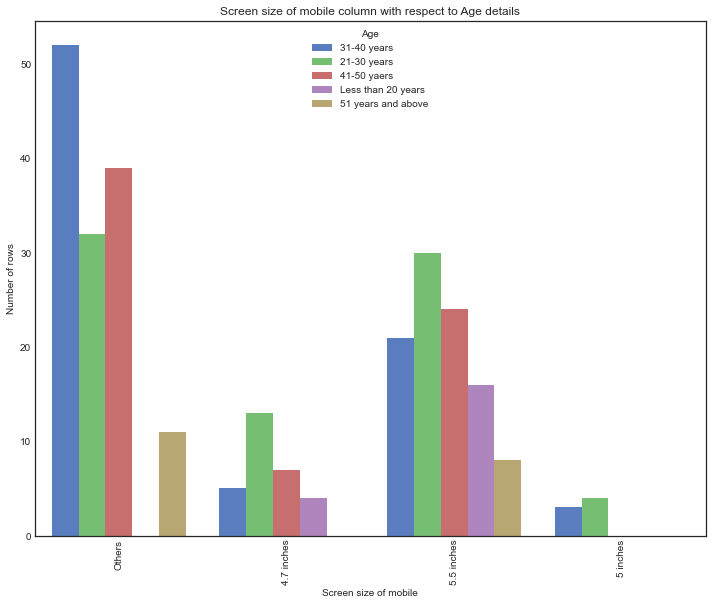 Screen size of mobile column with respect to Age details
Age
31-40 years
21-30 years
41-50 yaers
Less than 20 years
51 years and above
Number of rows
50
40
30
20
10
0
Others
4.7 inches
5.5 inches
5 inches
Screen size of mobile